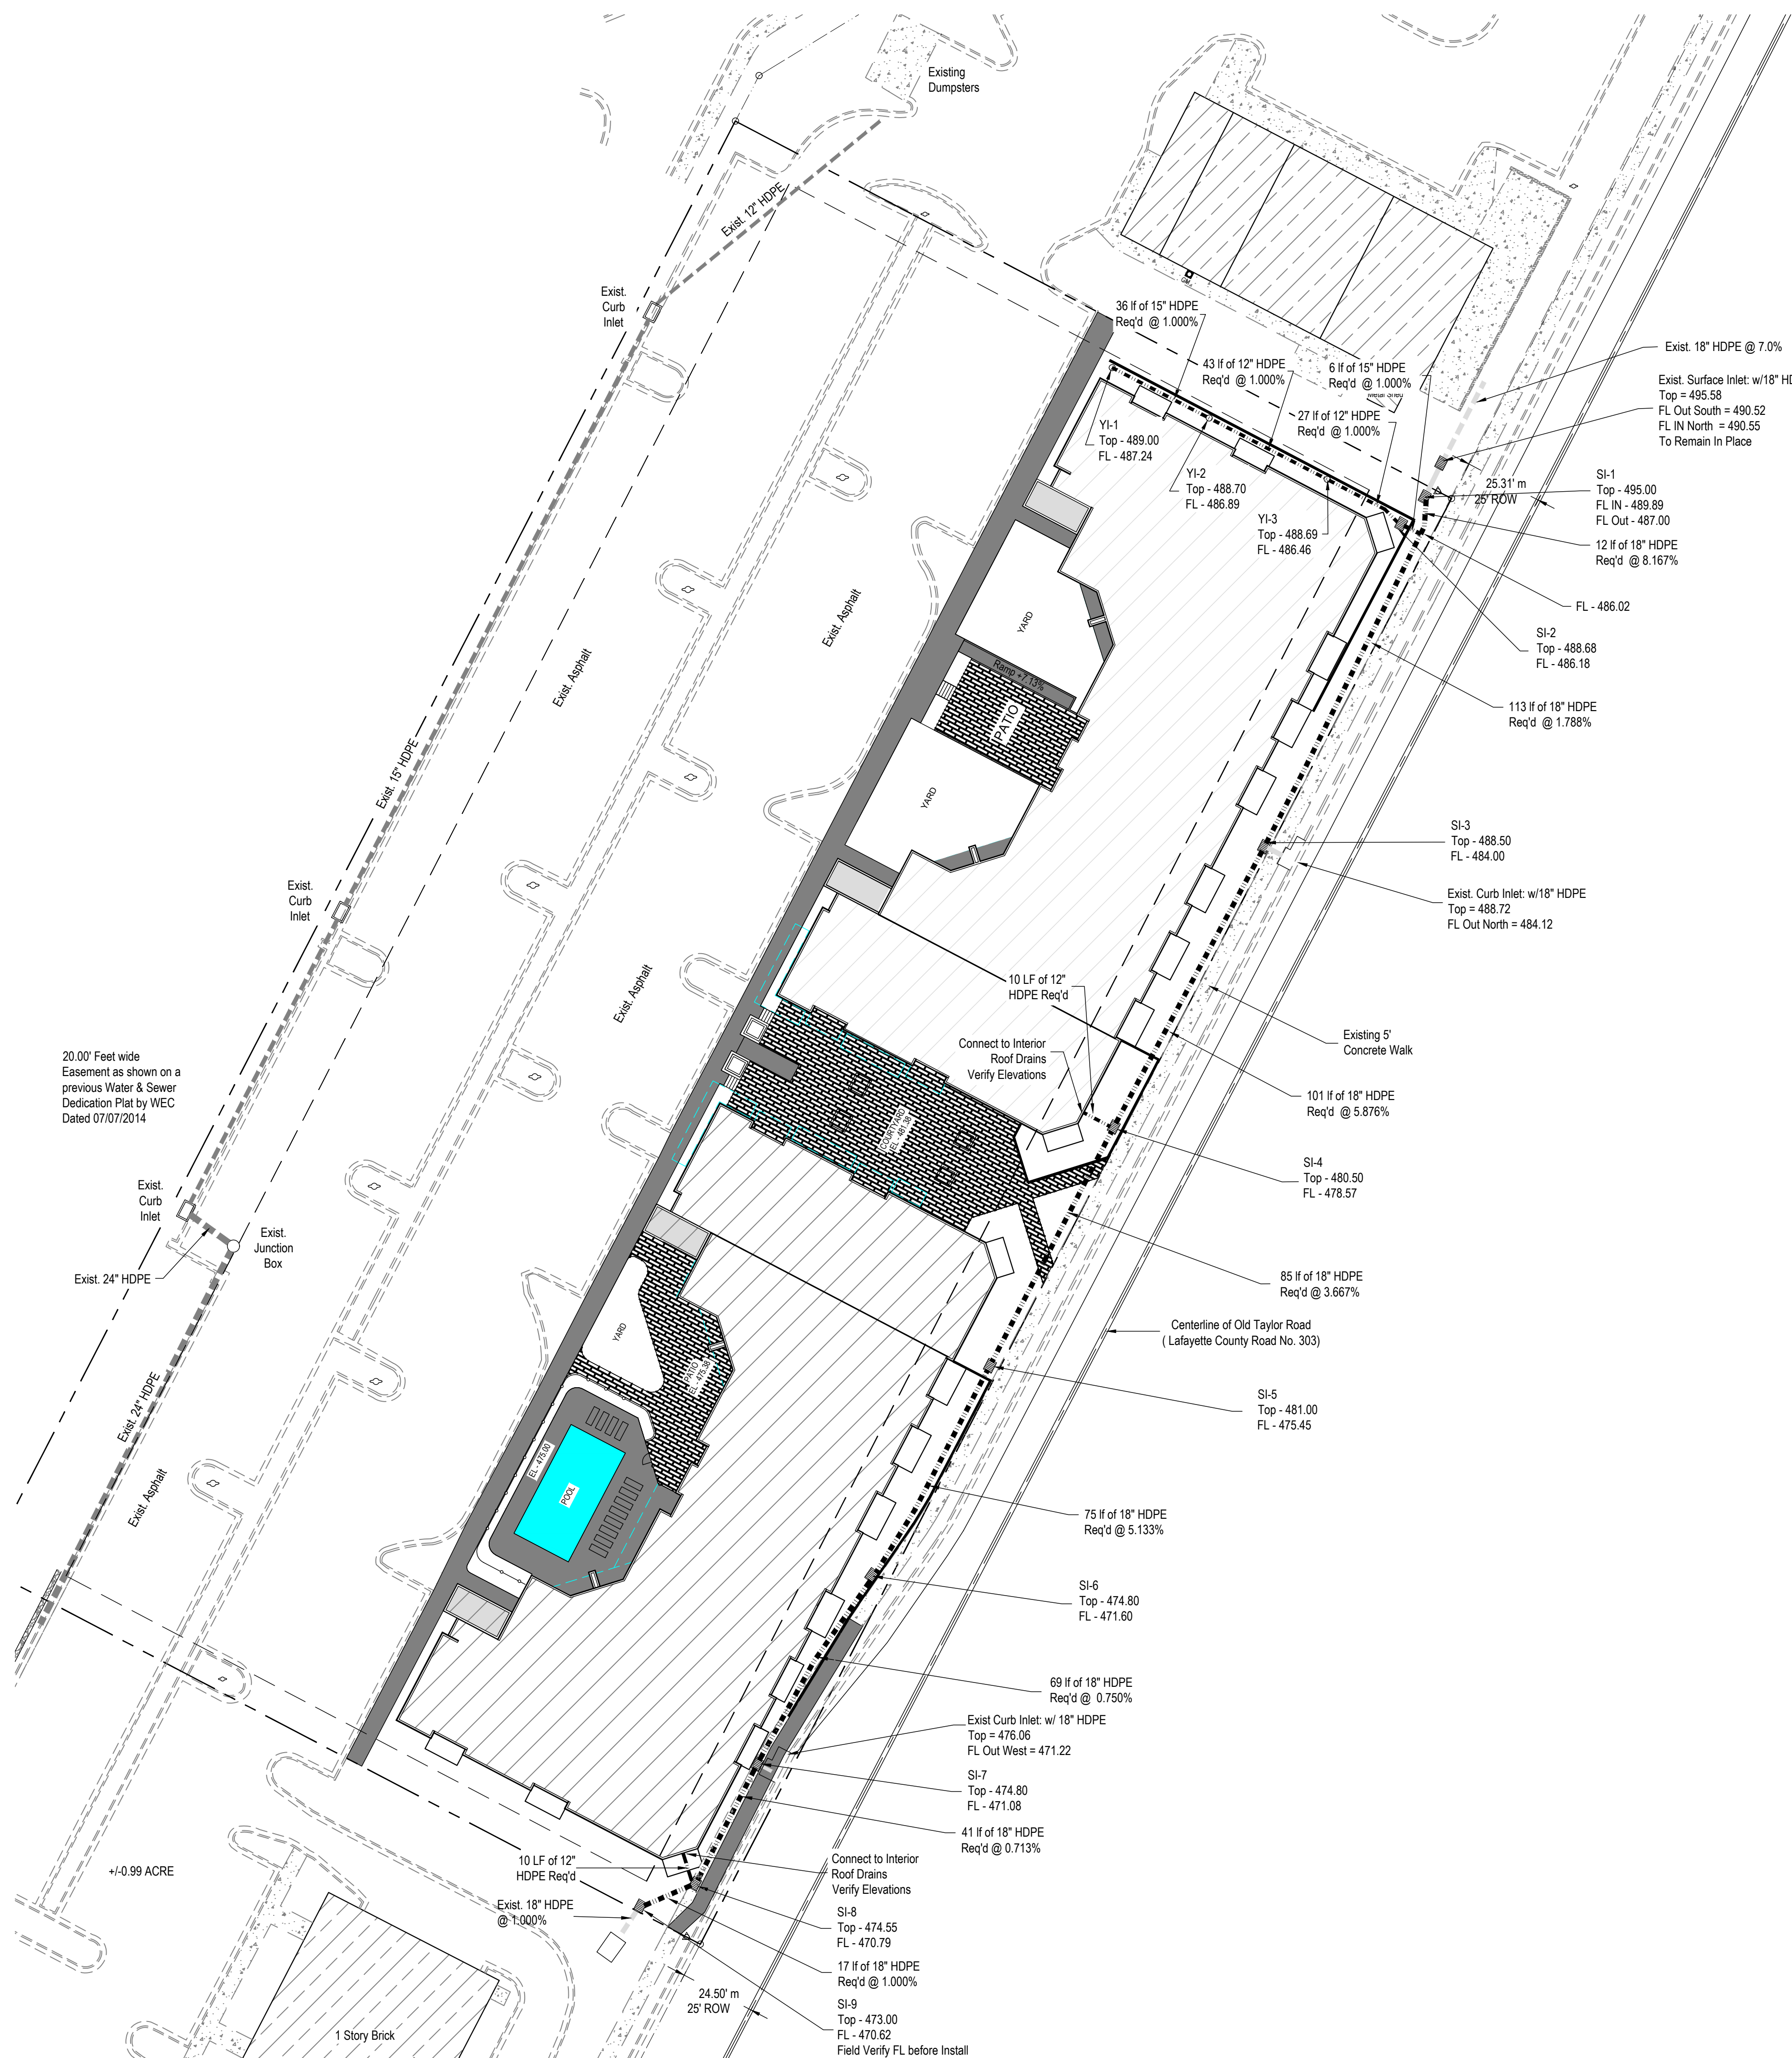 Existing
Dumpsters
Exist. 12" HDPE
Exist.
Curb
Inlet
36 lf of 15" HDPE
Req'd @ 1.000%
43 lf of 12" HDPE
Req'd @ 1.000%
6 lf of 15" HDPE
Req'd @ 1.000%
Metal Shed
27 lf of 12" HDPE
Req'd @ 1.000%
Exist. 18" HDPE @ 7.0%
Exist. Surface Inlet: w/18" HD
Top = 495.58
FL Out South = 490.52
FL IN North = 490.55
To Remain In Place
YI-1
Top - 489.00
FL - 487.24
YI-2
Top - 488.70
FL - 486.89
YI-3
Top - 488.69
FL - 486.46
25.31' m
25' ROW
SI-1
Top - 495.00
FL IN - 489.89
FL Out - 487.00
12 lf of 18" HDPE
Req'd @ 8.167%
FL - 486.02
SI-2
Top - 488.68
FL - 486.18
113 lf of 18" HDPE
Req'd @ 1.788%
Exist. Asphalt
Exist. Asphalt
YARD
Ramp +7.13%
PATIO
YARD
Exist. 15" HDPE
SI-3
Top - 488.50
FL - 484.00
Exist. Curb Inlet: w/18" HDPE
Top = 488.72
FL Out North = 484.12
Exist.
Curb
Inlet
Exist. Asphalt
10 LF of 12"
HDPE Req'd
Connect to Interior
Roof Drains
Verify Elevations
Existing 5'
Concrete Walk
20.00' Feet wide
Easement as shown on a
previous Water & Sewer
Dedication Plat by WEC
Dated 07/07/2014
101 lf of 18" HDPE
Req'd @ 5.876%
COURTYARD
EL - 481.38
SI-4
Top - 480.50
FL - 478.57
Exist.
Curb
Inlet
Exist.
Junction
Box
Exist. 24" HDPE
85 lf of 18" HDPE
Req'd @ 3.667%
Centerline of Old Taylor Road
( Lafayette County Road No. 303)
YARD
PATIO
EL - 475.38
SI-5
Top - 481.00
FL - 475.45
Exist. 24" HDPE
EL - 475.00
POOL
Exist. Asphalt
75 lf of 18" HDPE
Req'd @ 5.133%
SI-6
Top - 474.80
FL - 471.60
69 lf of 18" HDPE
Req'd @ 0.750%
Exist Curb Inlet: w/ 18" HDPE
Top = 476.06
FL Out West = 471.22
SI-7
Top - 474.80
FL - 471.08
41 lf of 18" HDPE
Req'd @ 0.713%
+/-0.99 ACRE
10 LF of 12"
HDPE Req'd
Connect to Interior
Roof Drains
Verify Elevations
Exist. 18" HDPE
@ 1.000%
SI-8
Top - 474.55
FL - 470.79
17 lf of 18" HDPE
Req'd @ 1.000%
24.50' m
25' ROW
SI-9
Top - 473.00
FL - 470.62
Field Verify FL before Install
1 Story Brick